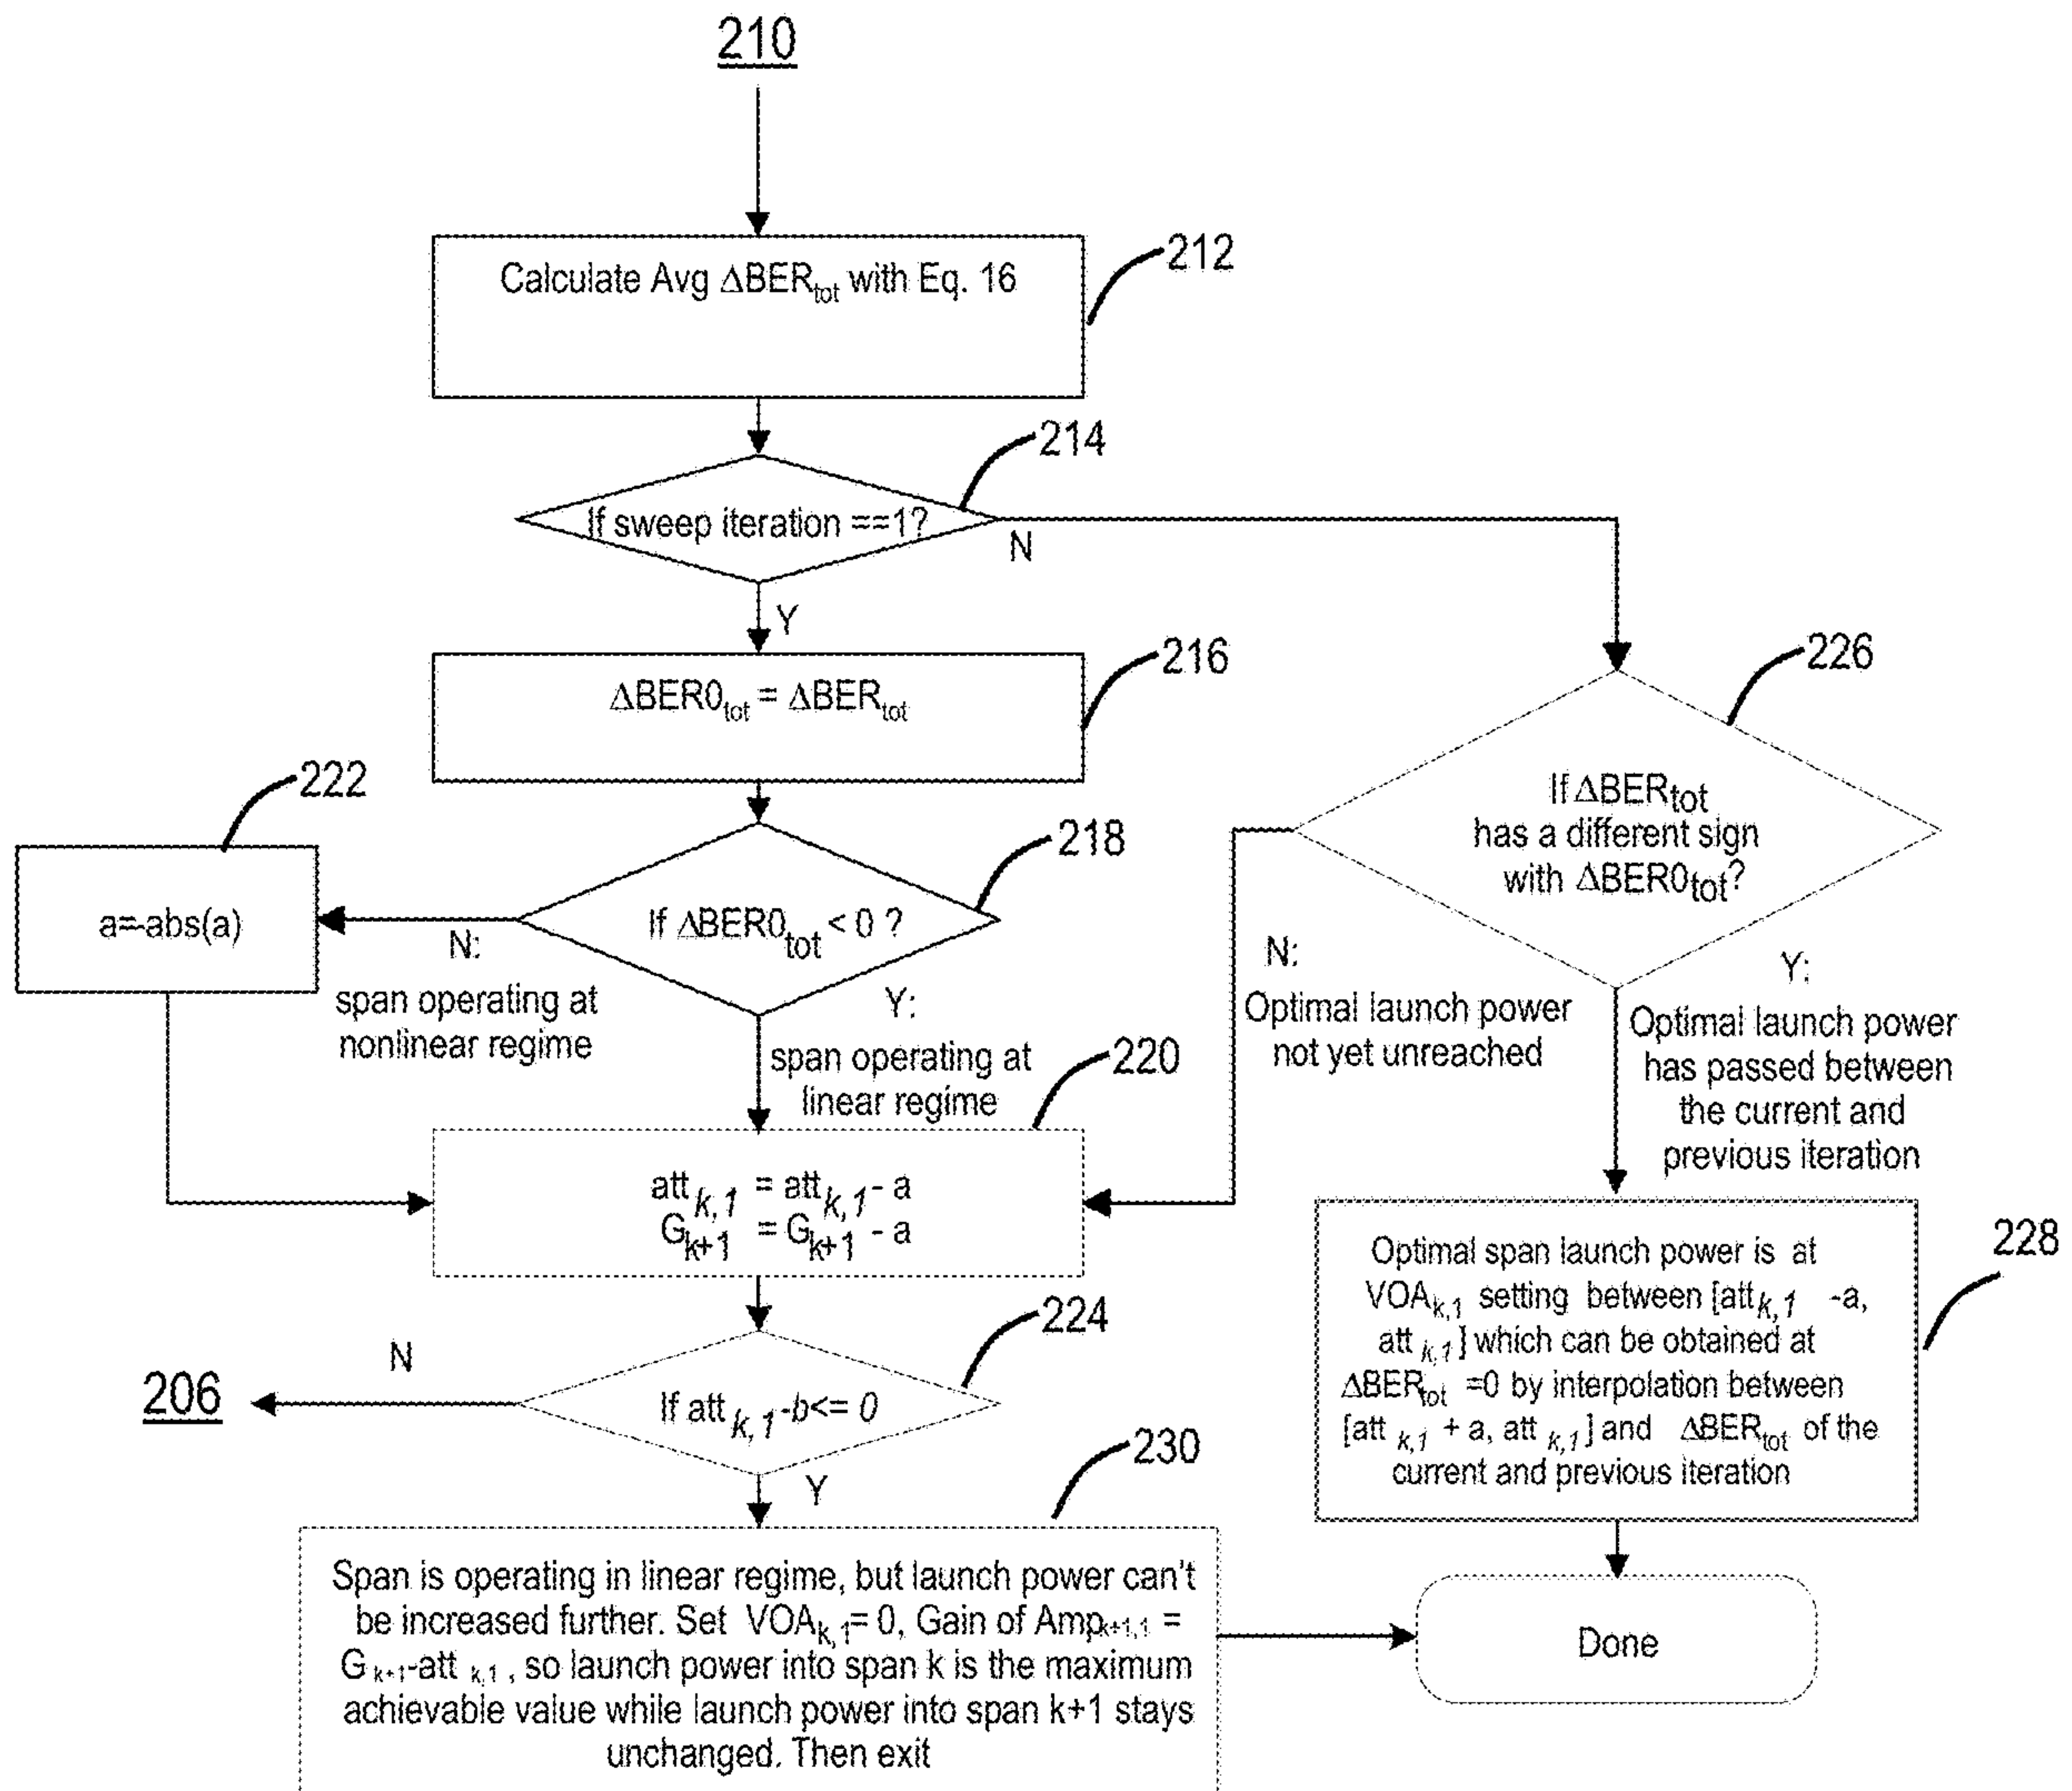 210
Calculate Avg ΔBERtot with Eq. 16
212
If sweep iteration ==1?
214
N
Y
ΔBER0tot = ΔBERtot
216
226
If ΔBERtot
has a different sign
with ΔBER0tot?
222
a=-abs(a)
218
If ΔBER0tot < 0 ?
N:
span operating at
nonlinear regime
Y:
span operating at
linear regime
N:
Optimal launch power
not yet unreached
Y:
Optimal launch power
has passed between
the current and
previous iteration
220
attk,1 = attk,1 - a
Gk+1 = Gk+1 - a
228
Optimal span launch power is at
VOAk,1 setting between [attk,1 -a,
attk,1] which can be obtained at
ΔBERtot =0 by interpolation between
[attk,1 + a, attk,1] and ΔBERtot of the
current and previous iteration
224
If attk,1-b<= 0
N
206
Y
230
Span is operating in linear regime, but launch power can't
be increased further. Set VOAk,1= 0, Gain of Ampk+1,1 =
Gk+1-attk,1, so launch power into span k is the maximum
achievable value while launch power into span k+1 stays
unchanged. Then exit
Done